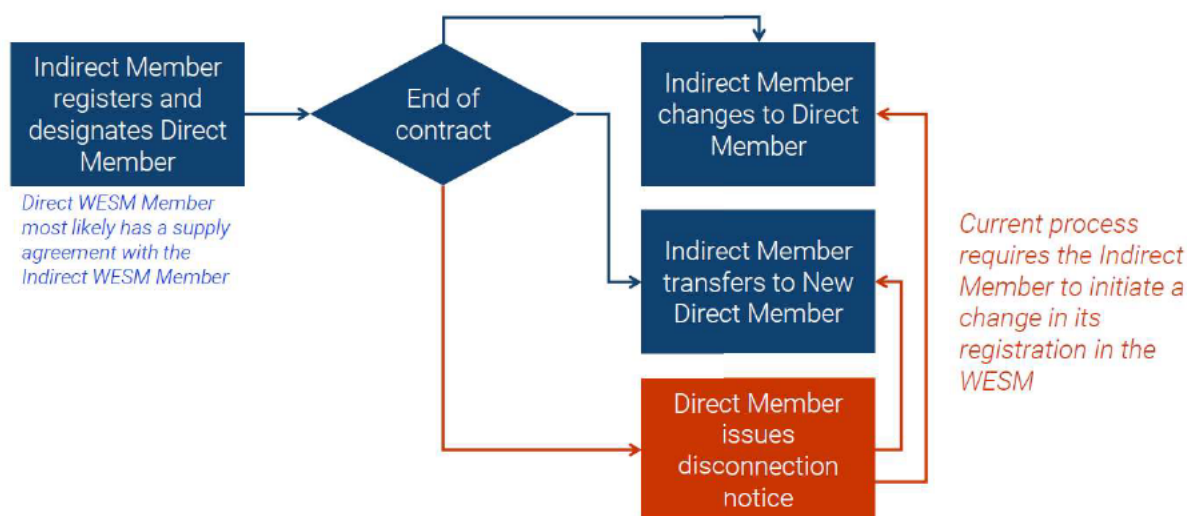 Indirect Member
registers and
designates Direct
Member
Direct WESM Member
most likely has a supply
agreement with the
Indirect WESM Member
End of
contract
Indirect Member
changes to Direct
Member
Indirect Member
transfers to New
Direct Member
Direct Member
issues
disconnection
notice
Current process
requires the Indirect
Member to initiate a
change in its
registration in the
WESM